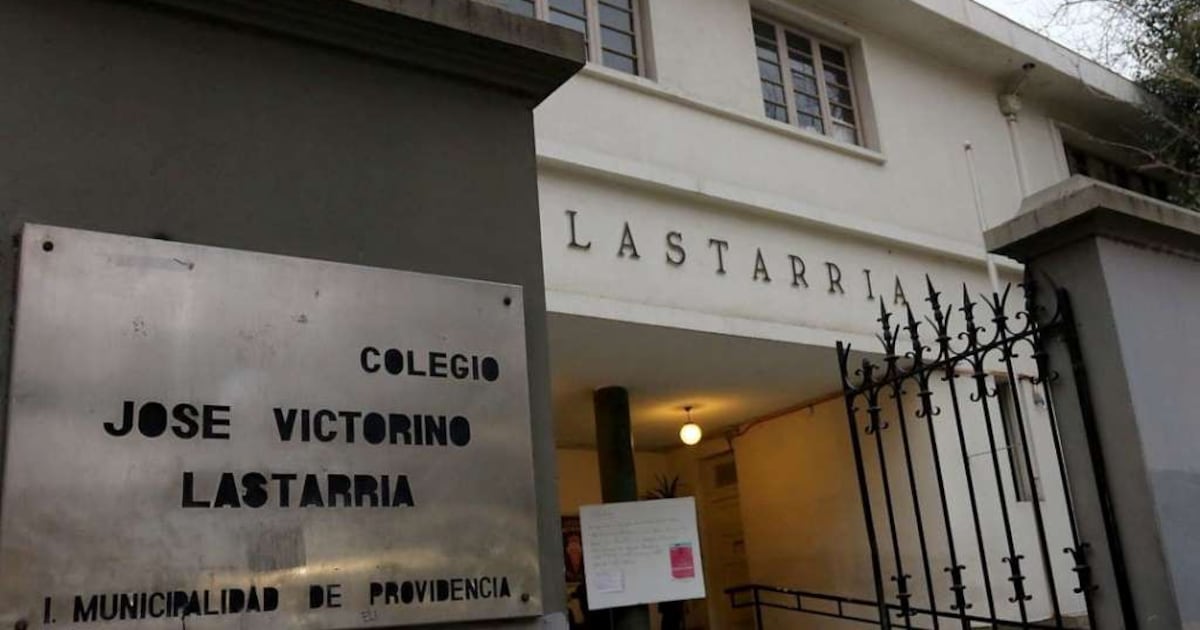 LASTARRIA
COLEGIO
JOSE VICTORINO
LASTARRIA
I. MUNICIPALIDAD DE PROVIDENCIA